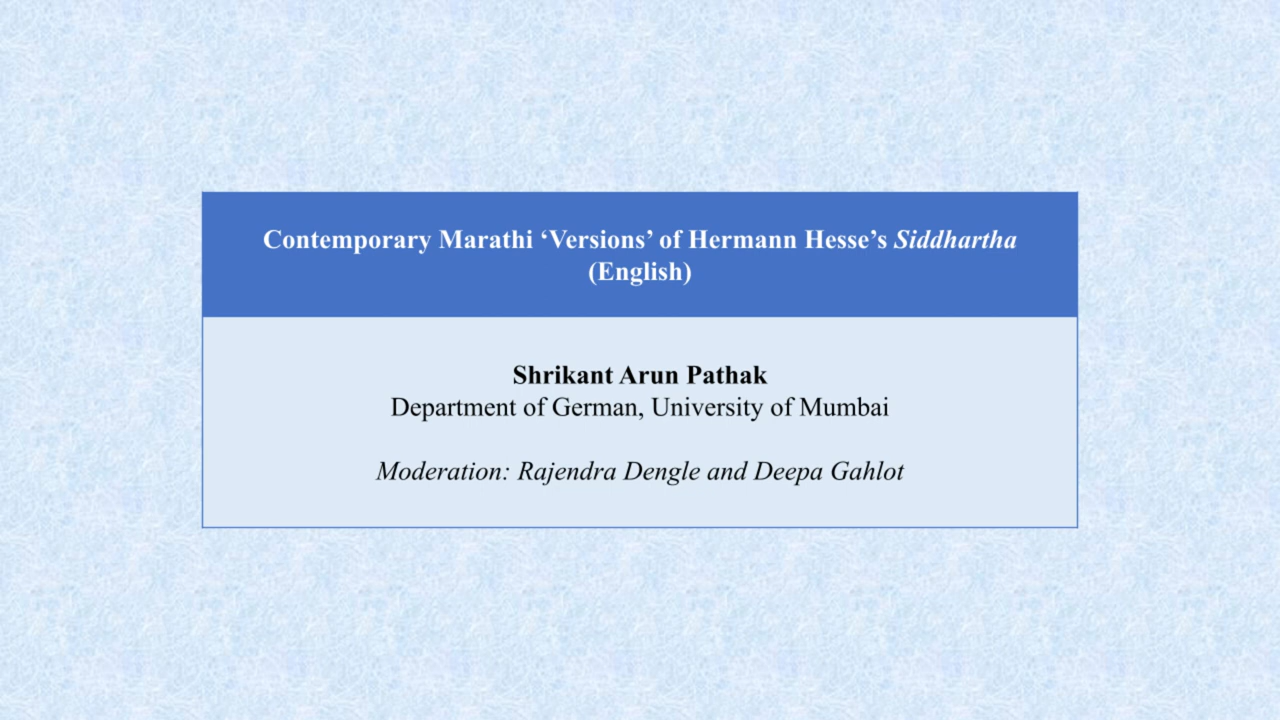 Contemporary Marathi ‘Versions’ of Hermann Hesse’s Siddhartha
(English)
Shrikant Arun Pathak
Department of German, University of Mumbai
Moderation: Rajendra Dengle and Deepa Gahlot